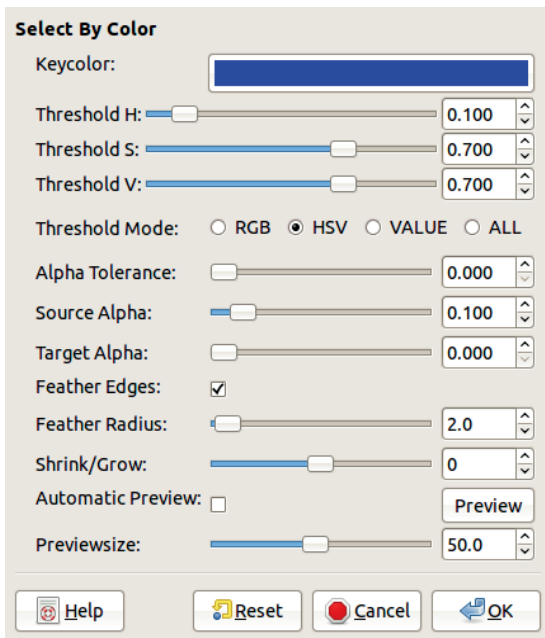 Select By Color
Keycolor:
Threshold H: 0.100
Threshold S: 0.700
Threshold V: 0.700
Threshold Mode: RGB HSV VALUE ALL
Alpha Tolerance: 0.000
Source Alpha: 0.100
Target Alpha: 0.000
Feather Edges:
Feather Radius: 2.0
Shrink/Grow: 0
Automatic Preview: Preview
Previewsize: 50.0
Help Reset Cancel OK